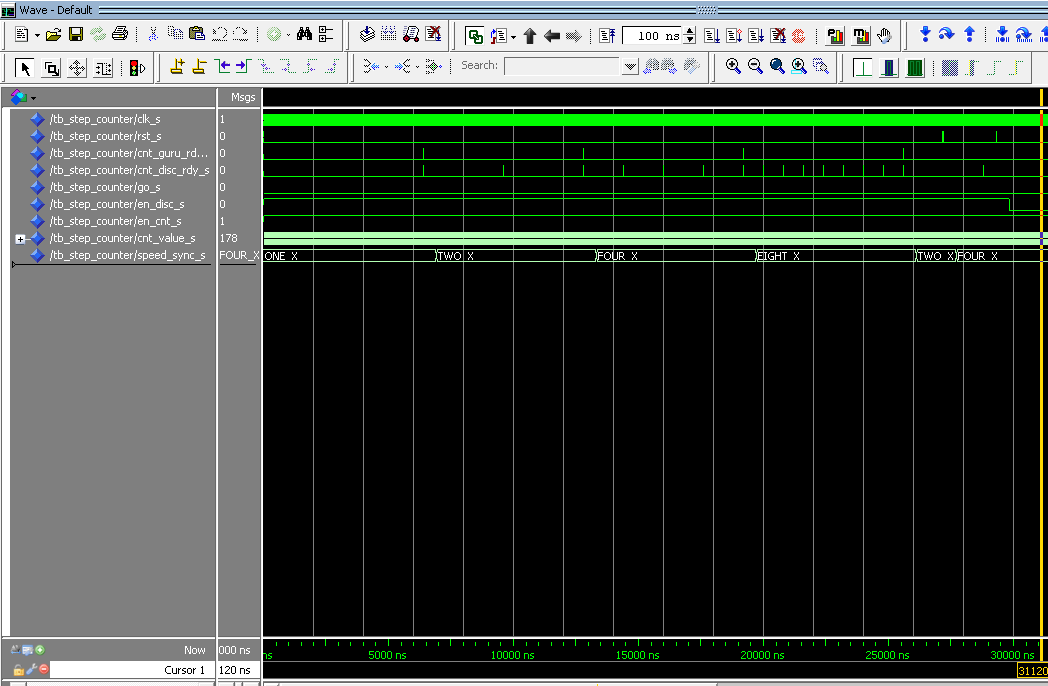 Wave - Default
100 ns
Search:
Msgs
/tb_step_counter/clk_s 1
/tb_step_counter/rst_s 0
/tb_step_counter/cnt_guru_rd... 0
/tb_step_counter/cnt_disc_rdy_s 0
/tb_step_counter/go_s 0
/tb_step_counter/en_disc_s 0
/tb_step_counter/en_cnt_s 1
/tb_step_counter/cnt_value_s 178
/tb_step_counter/speed_sync_s FOUR_X ONE_X TWO_X FOUR_X EIGHT_X TWO_X FOUR_X
Now 000 ns ns 5000 ns 10000 ns 15000 ns 20000 ns 25000 ns 30000 ns
Cursor 1 120 ns 31120